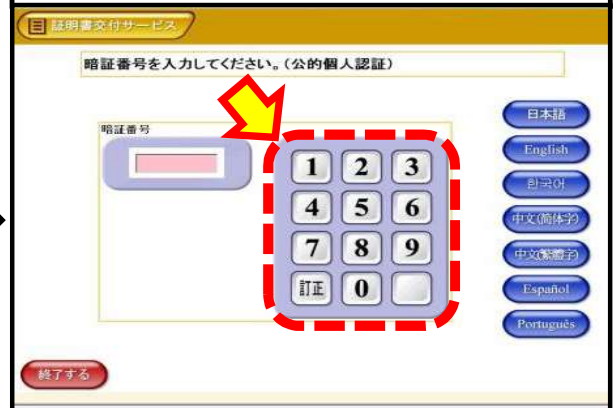 証明書交付サービス
暗証番号を入力してください。（公的個人認証）
暗証番号
1 2 3
4 5 6
7 8 9
訂正 0
日本語
English
한국어
中文(简体字)
中文(繁體字)
Español
Português
終了する